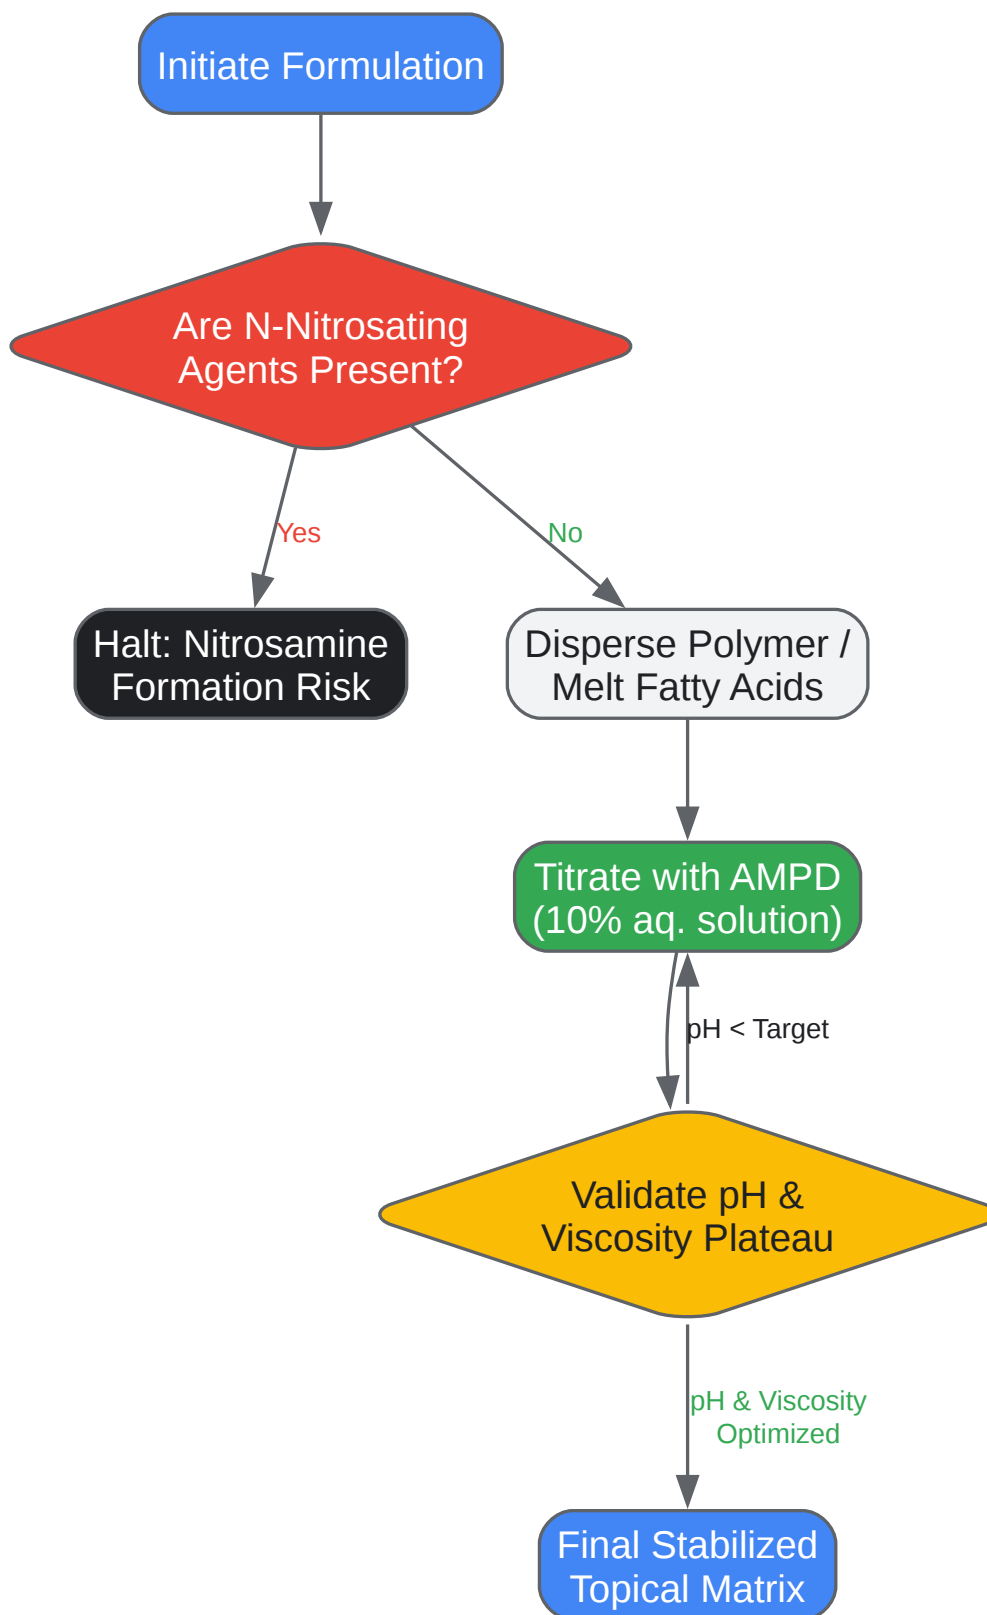 Initiate Formulation
Are N-Nitrosating
Agents Present?
Yes
No
Halt: Nitrosamine
Formation Risk
Disperse Polymer /
Melt Fatty Acids
Titrate with AMPD
(10% aq. solution)
pH < Target
Validate pH &
Viscosity Plateau
pH & Viscosity
Optimized
Final Stabilized
Topical Matrix